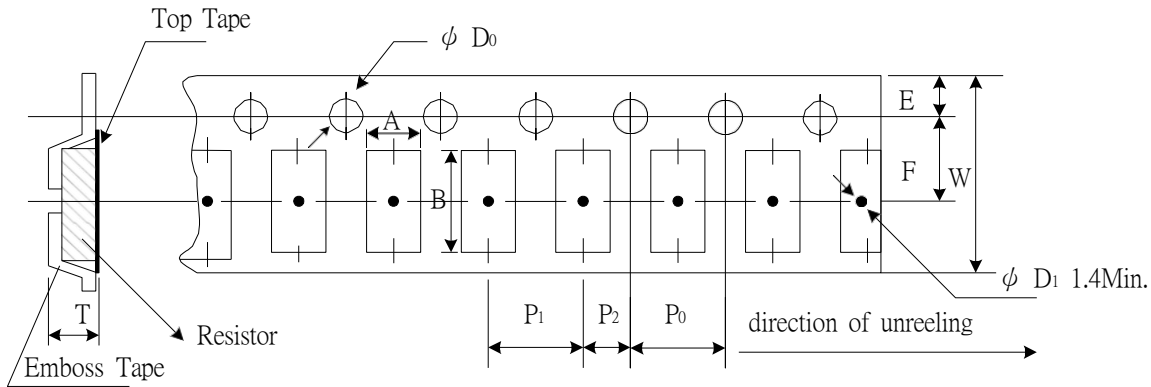 Top Tape
ψ D0
E
A
F
W
B
ψ D1 1.4Min.
T
P1
P2
P0
direction of unreeling
Resistor
Emboss Tape